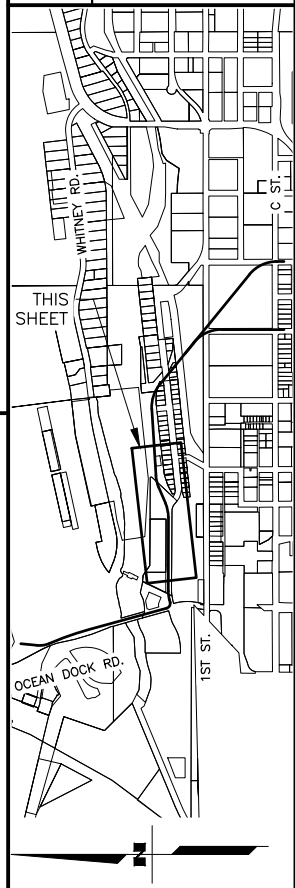 WHITNEY RD.
C ST.
THIS
SHEET
OCEAN DOCK RD.
1ST ST.
N